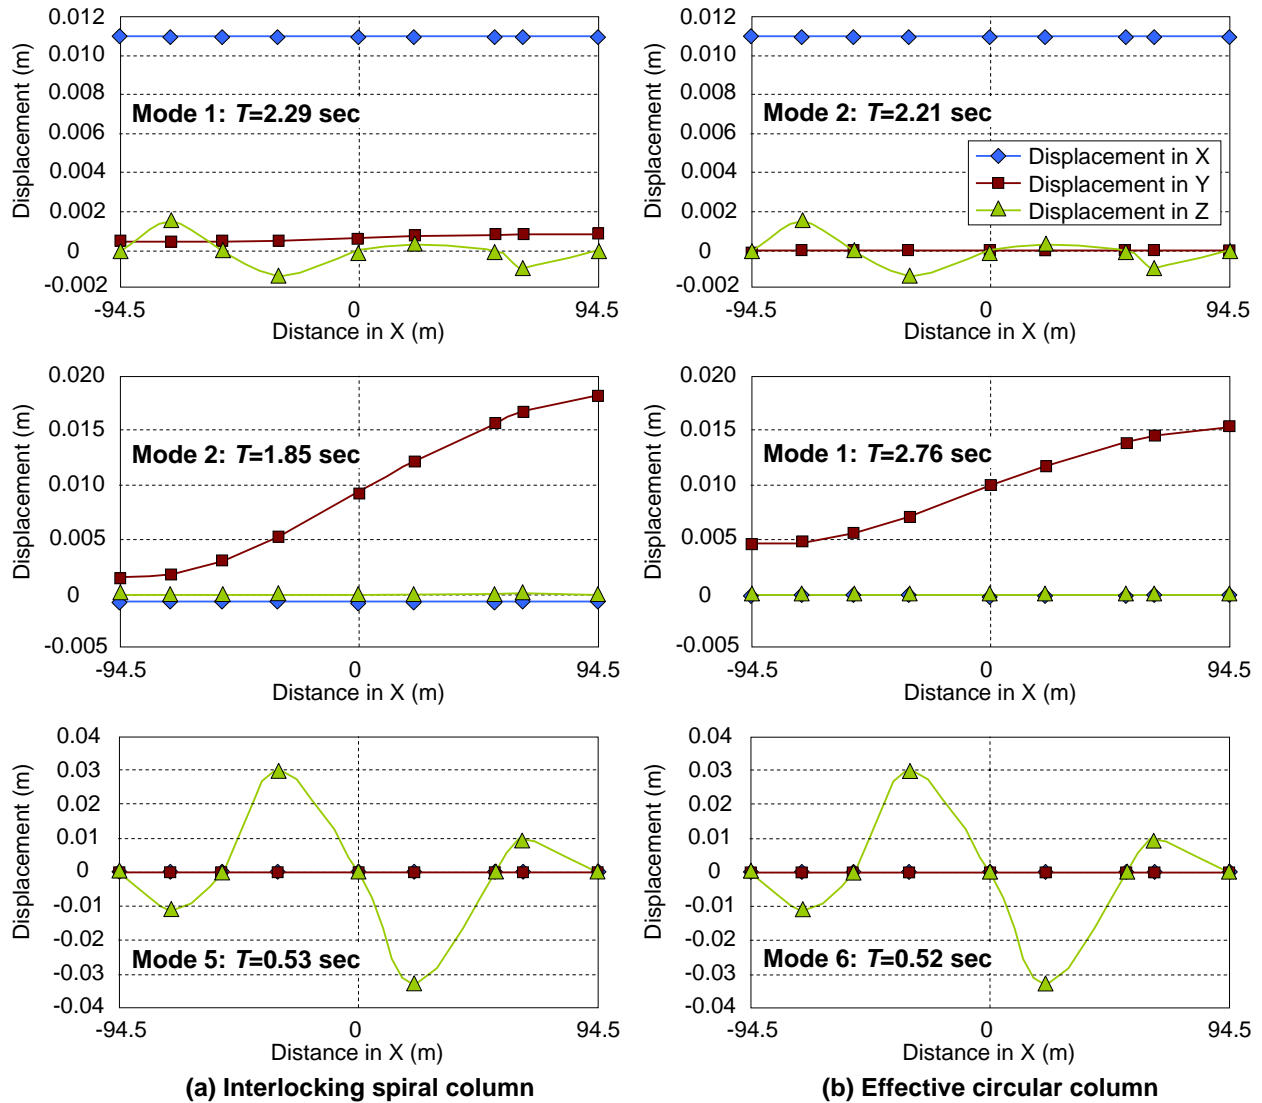 0.012
0.010
0.008
0.006
0.004
0.002
0
-0.002
Displacement (m)
Mode 1: T=2.29 sec
-94.5 0 94.5
Distance in X (m)
0.012
0.010
0.008
0.006
0.004
0.002
0
-0.002
Displacement (m)
Mode 2: T=2.21 sec
Displacement in X
Displacement in Y
Displacement in Z
-94.5 0 94.5
Distance in X (m)
0.020
0.015
0.010
0.005
0
-0.005
Displacement (m)
Mode 2: T=1.85 sec
-94.5 0 94.5
Distance in X (m)
0.020
0.015
0.010
0.005
0
-0.005
Displacement (m)
Mode 1: T=2.76 sec
-94.5 0 94.5
Distance in X (m)
0.04
0.03
0.02
0.01
0
-0.01
-0.02
-0.03
-0.04
Displacement (m)
Mode 5: T=0.53 sec
-94.5 0 94.5
Distance in X (m)
0.04
0.03
0.02
0.01
0
-0.01
-0.02
-0.03
-0.04
Displacement (m)
Mode 6: T=0.52 sec
-94.5 0 94.5
Distance in X (m)
(a) Interlocking spiral column
(b) Effective circular column